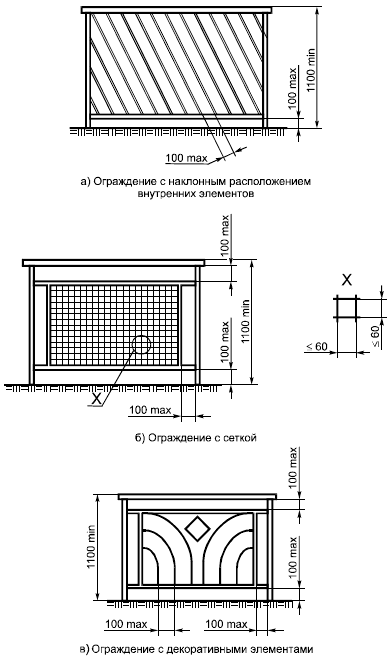 1100 min
100 max
100 max
а) Ограждение с наклонным расположением
внутренних элементов
100 max
1100 min
100 max
X
X
≤ 60
≤ 60
100 max
б) Ограждение с сеткой
100 max
1100 min
100 max
100 max
100 max
в) Ограждение с декоративными элементами